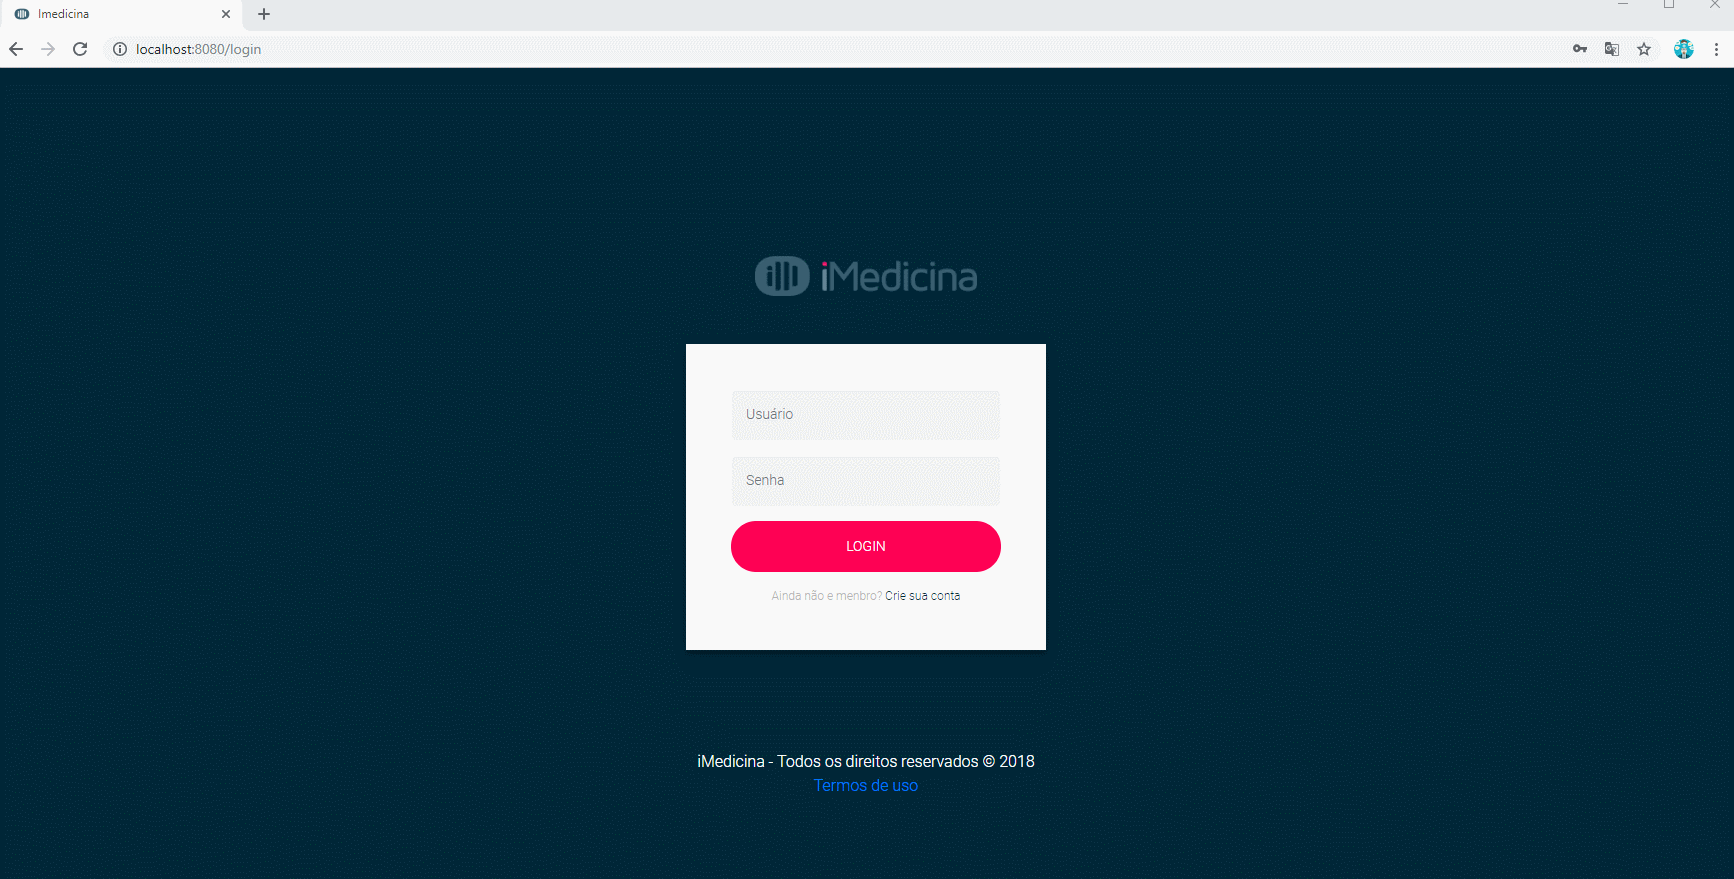 Imedicina
localhost:8080/login
iMedicina
Usuário
Senha
LOGIN
Ainda não e menbro? Crie sua conta
iMedicina - Todos os direitos reservados © 2018
Termos de uso